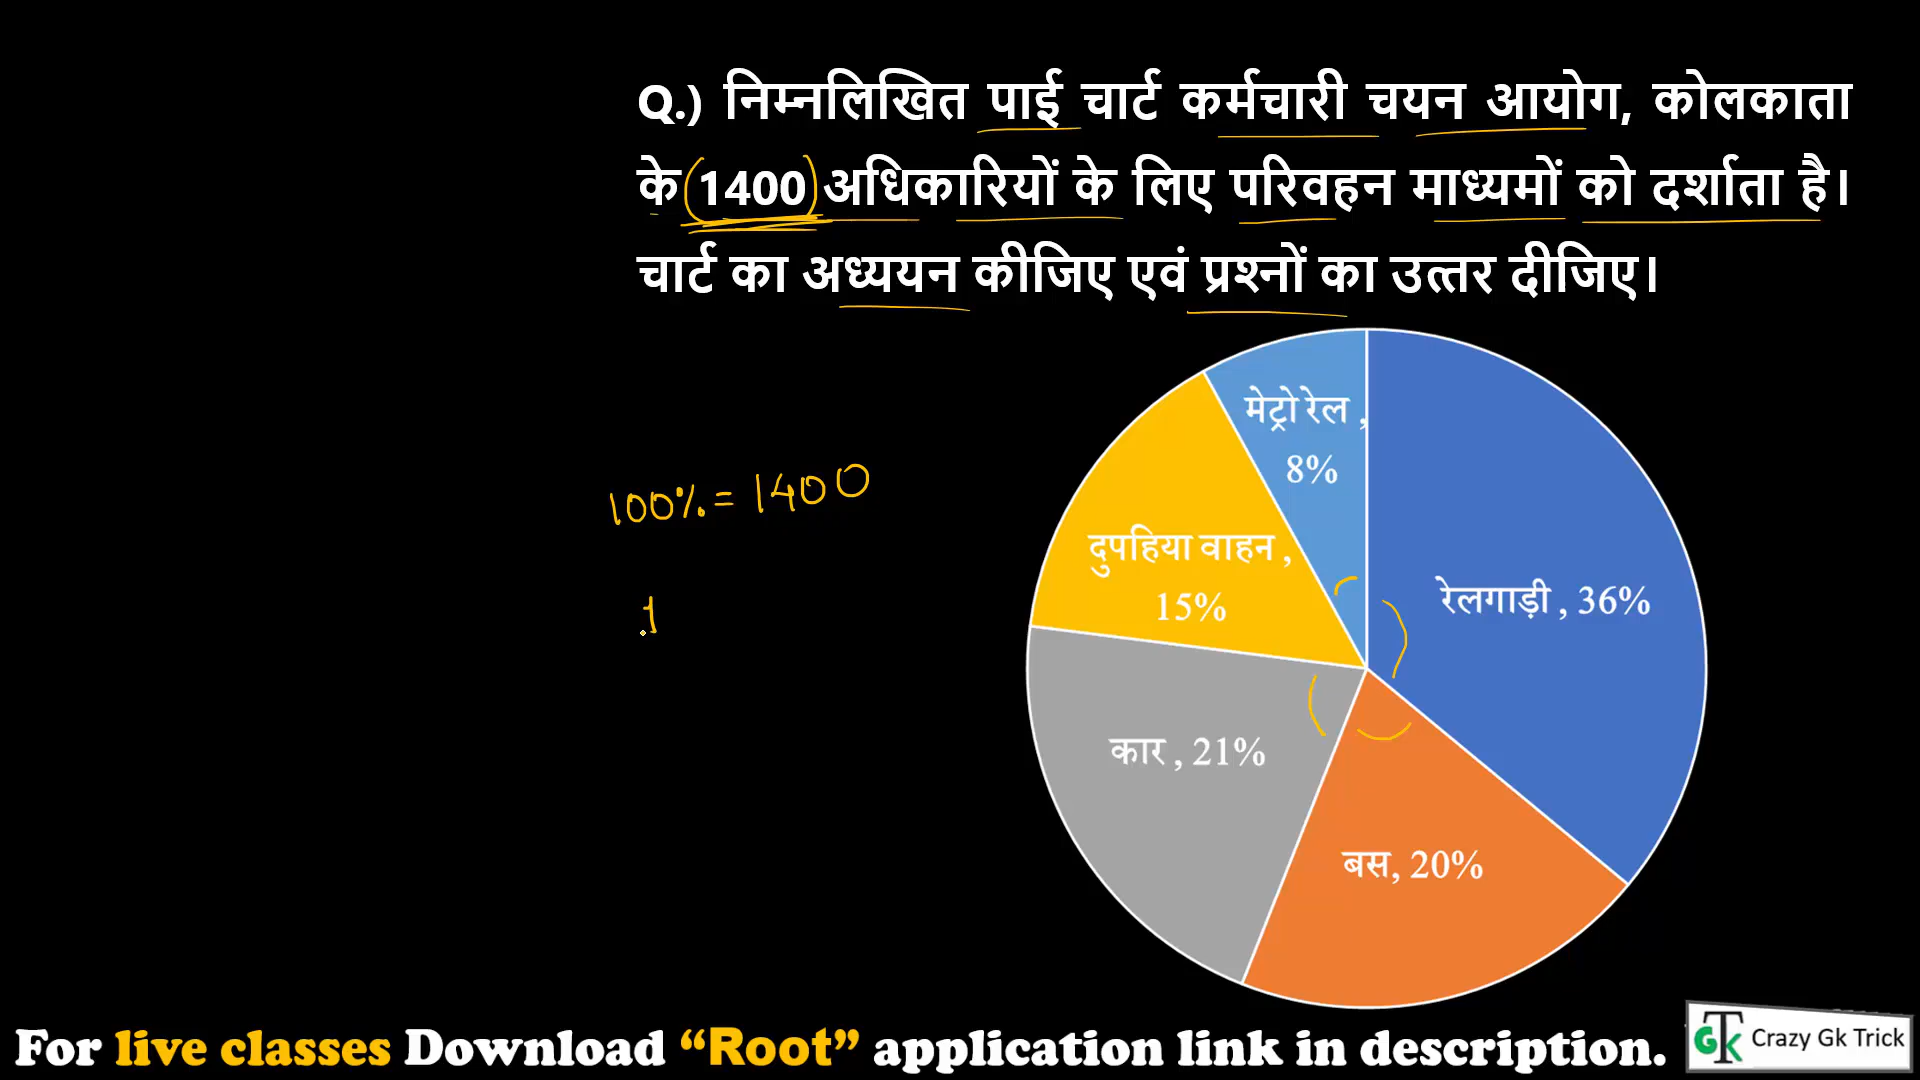 Q.) निम्नलिखित पाई चार्ट कर्मचारी चयन आयोग, कोलकाता
के 1400 अधिकारियों के लिए परिवहन माध्यमों को दर्शाता है।
चार्ट का अध्ययन कीजिए एवं प्रश्नों का उत्तर दीजिए।
मेट्रो रेल ,
8%
100% = 1400
दुपहिया वाहन ,
15%
रेलगाड़ी , 36%
1
कार , 21%
बस, 20%
For live classes Download “Root” application link in description.
GTK Crazy Gk Trick